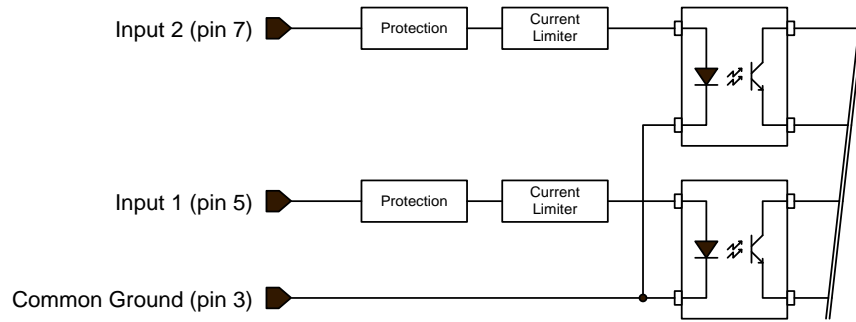 Input 2 (pin 7)
Protection
Current
Limiter
Input 1 (pin 5)
Protection
Current
Limiter
Common Ground (pin 3)